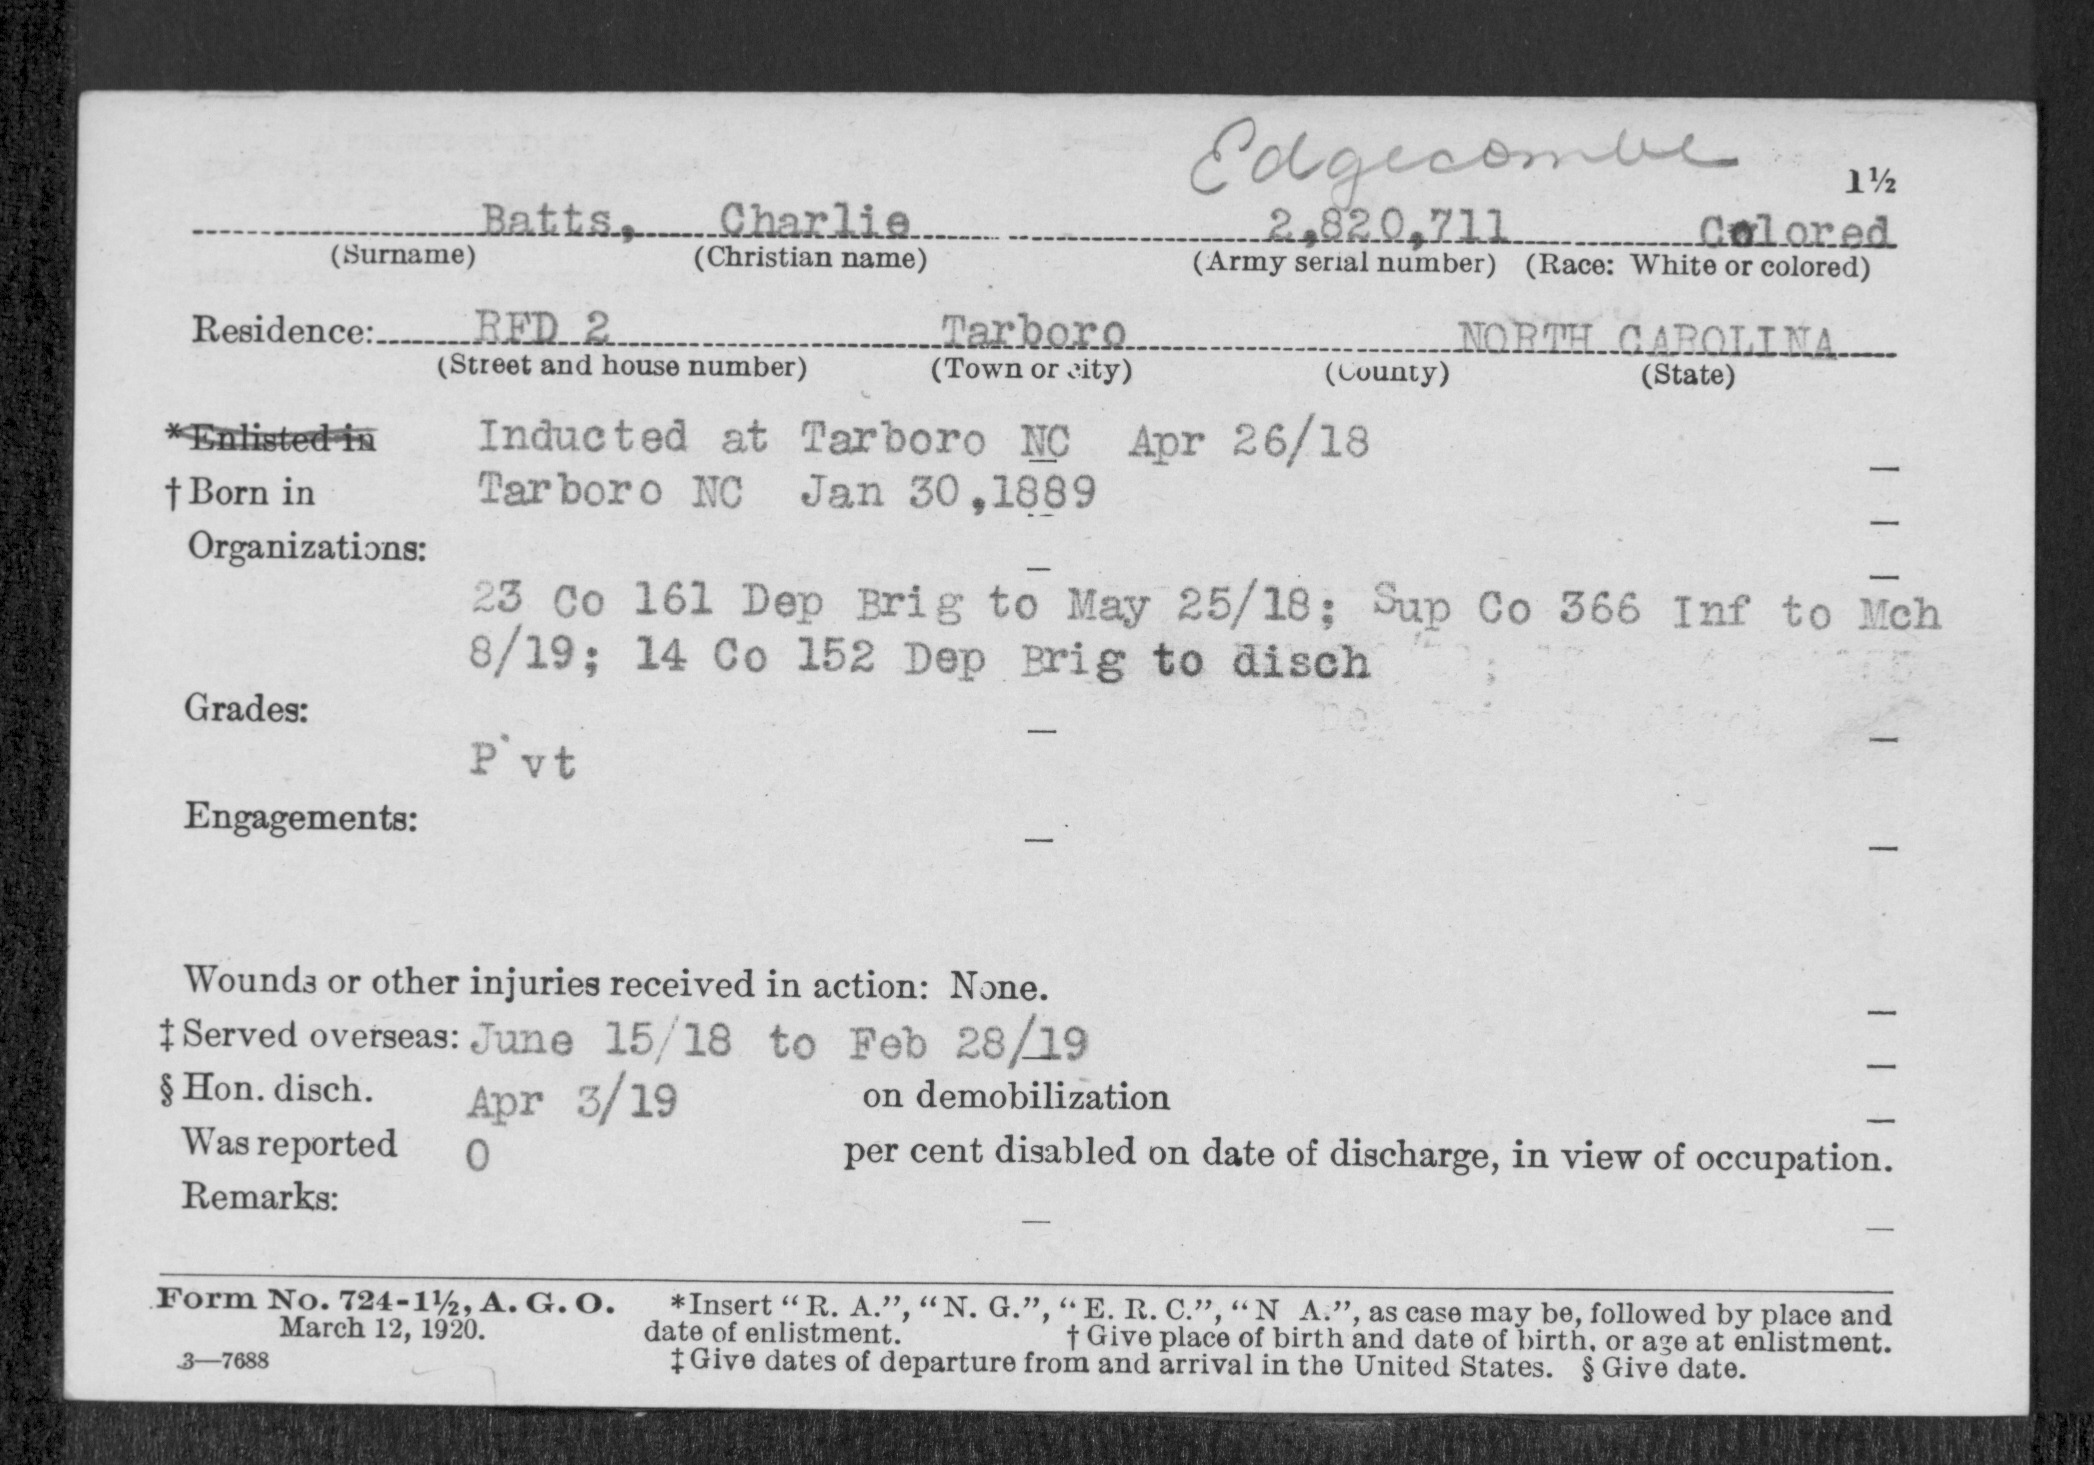 Edgecombe
1½
Batts, Charlie 2,820,711 Colored
(Surname) (Christian name) (Army serial number) (Race: White or colored)
Residence: RFD 2 Tarboro NORTH CAROLINA
(Street and house number) (Town or city) (County) (State)
*Enlisted in Inducted at Tarboro NC Apr 26/18
†Born in Tarboro NC Jan 30,1889
Organizations:
23 Co 161 Dep Brig to May 25/18; Sup Co 366 Inf to Mch
8/19; 14 Co 152 Dep Brig to disch
Grades:
P vt
Engagements:
Wounds or other injuries received in action: None.
‡Served overseas: June 15/18 to Feb 28/19
§Hon. disch. Apr 3/19 on demobilization
Was reported 0 per cent disabled on date of discharge, in view of occupation.
Remarks:
Form No. 724-1½, A. G. O. *Insert "R. A.", "N. G.", "E. R. C.", "N A.", as case may be, followed by place and
March 12, 1920. date of enlistment. †Give place of birth and date of birth, or age at enlistment.
3—7688 ‡Give dates of departure from and arrival in the United States. §Give date.